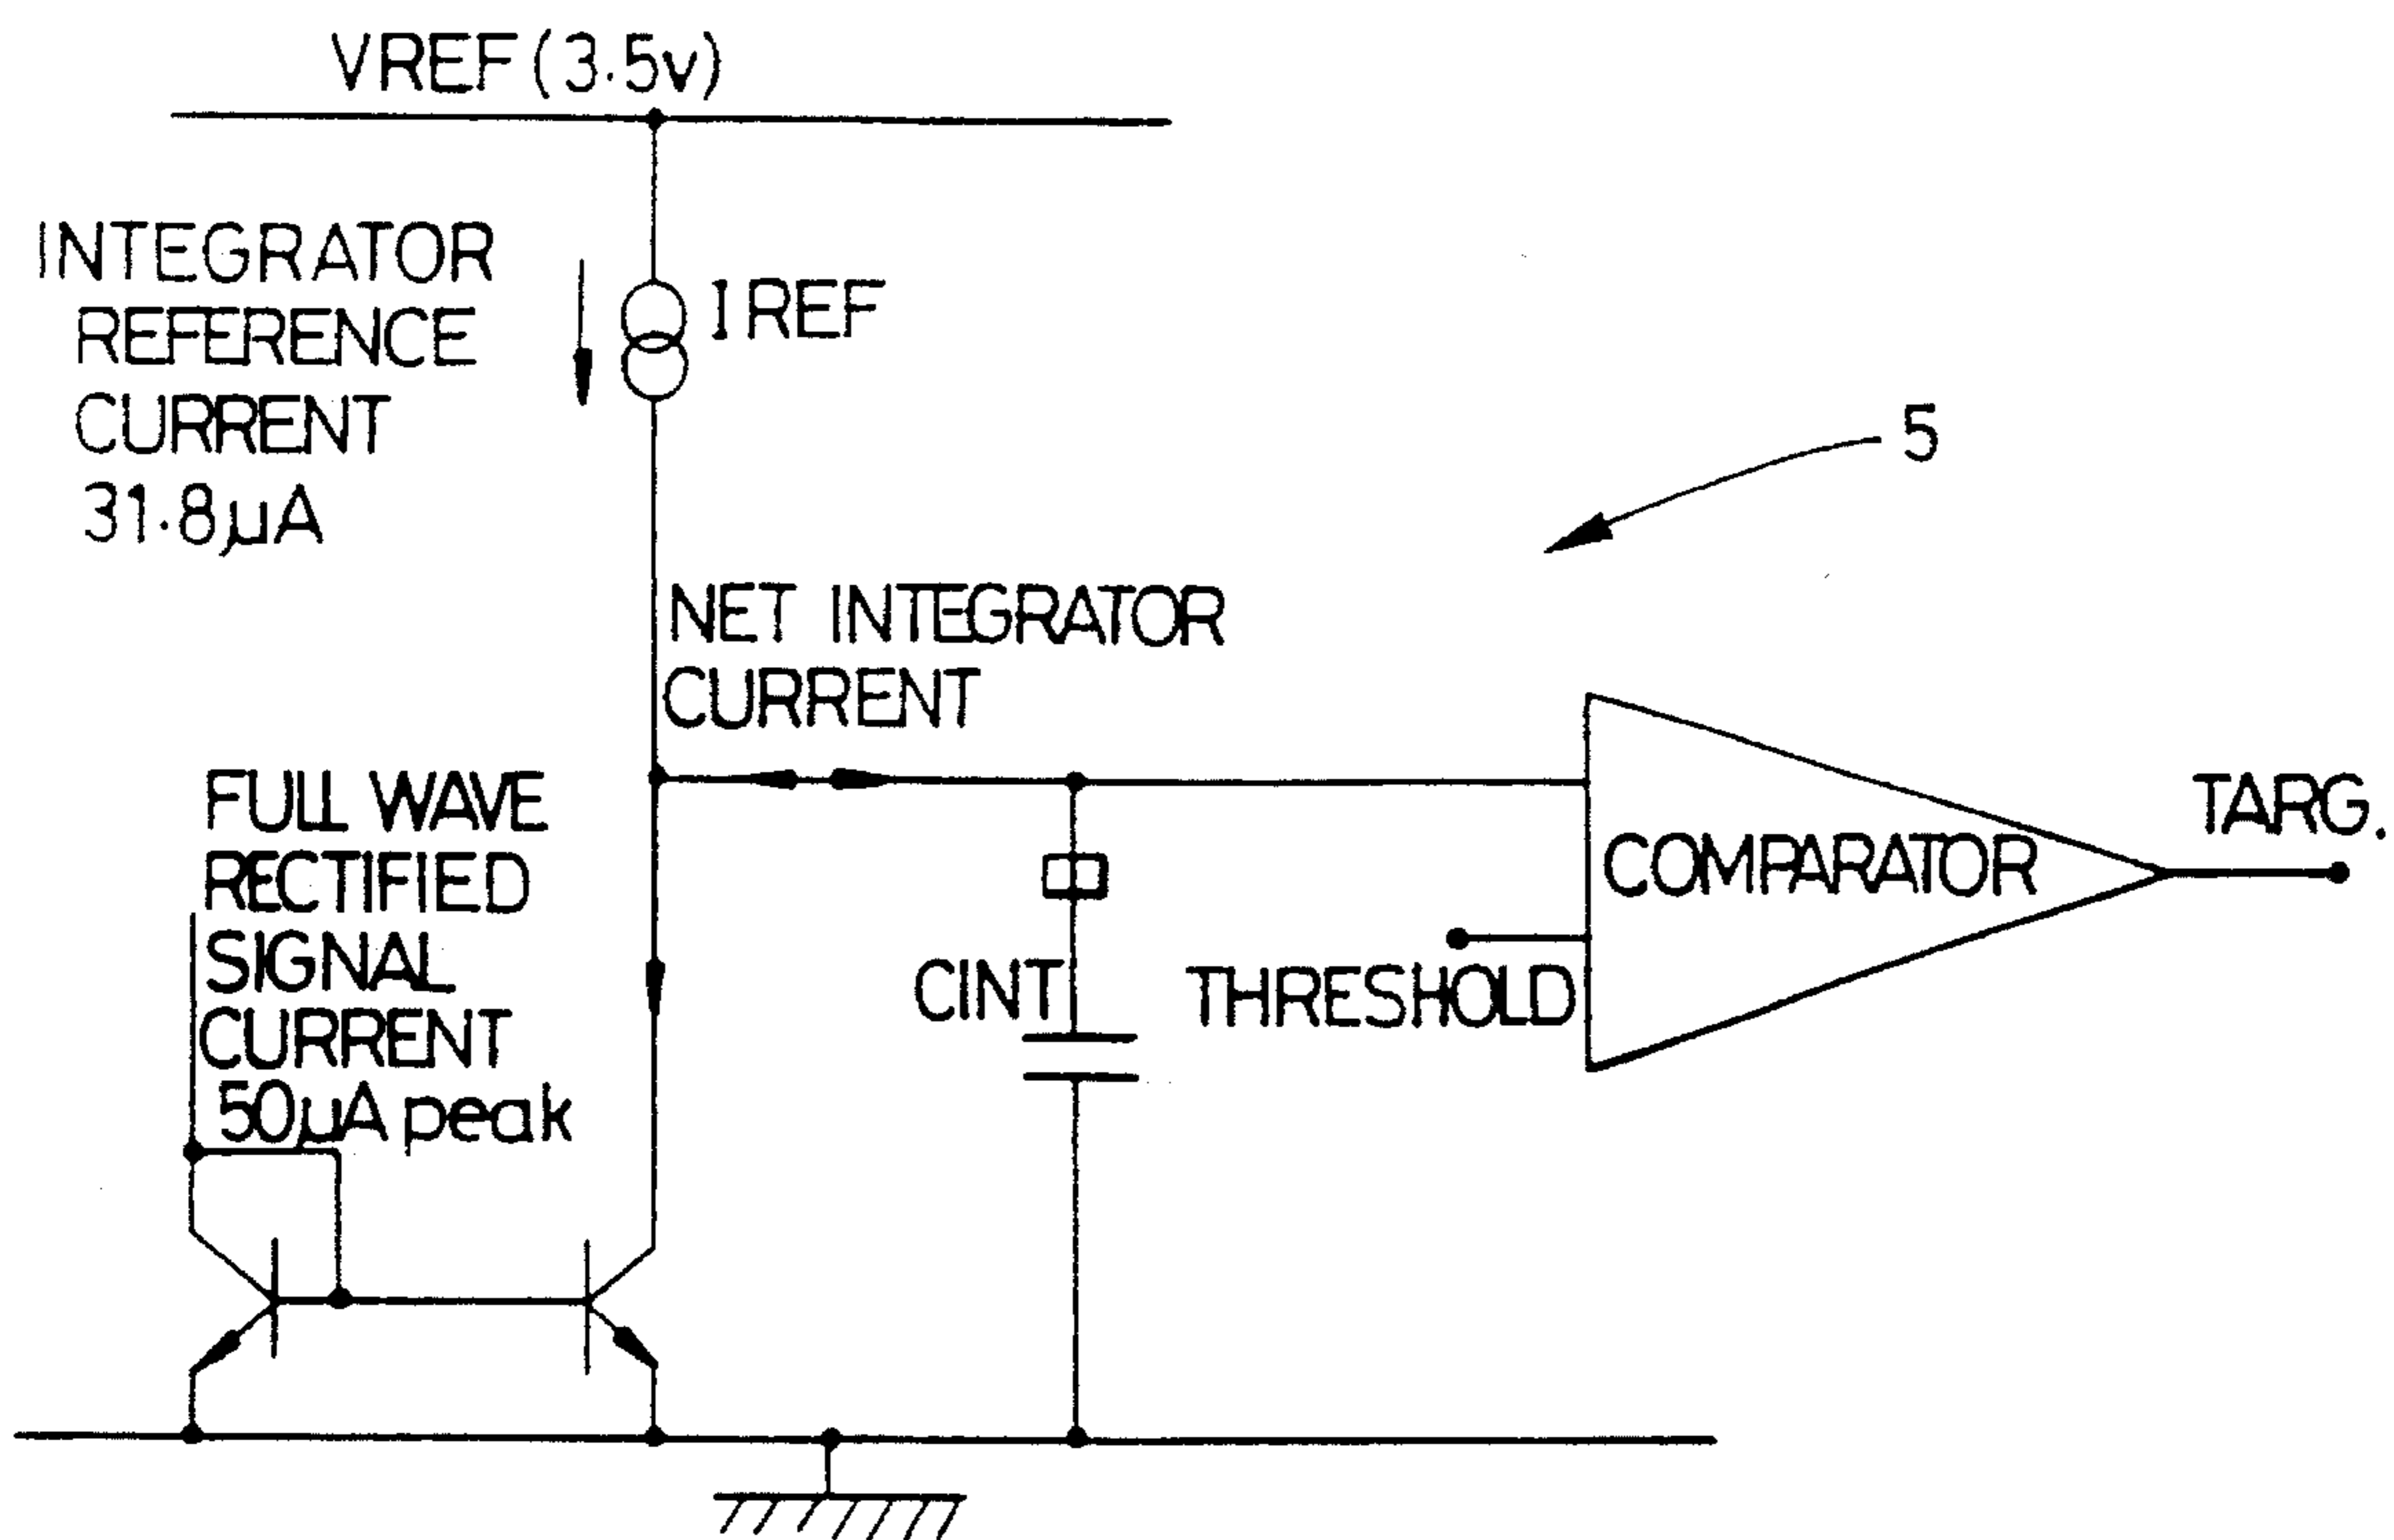 VREF (3.5v)
INTEGRATOR
REFERENCE
CURRENT
31.8µA
I REF
5
NET INTEGRATOR
CURRENT
FULL WAVE
RECTIFIED
SIGNAL
CURRENT
50µA peak
CINT
THRESHOLD
COMPARATOR
TARG.